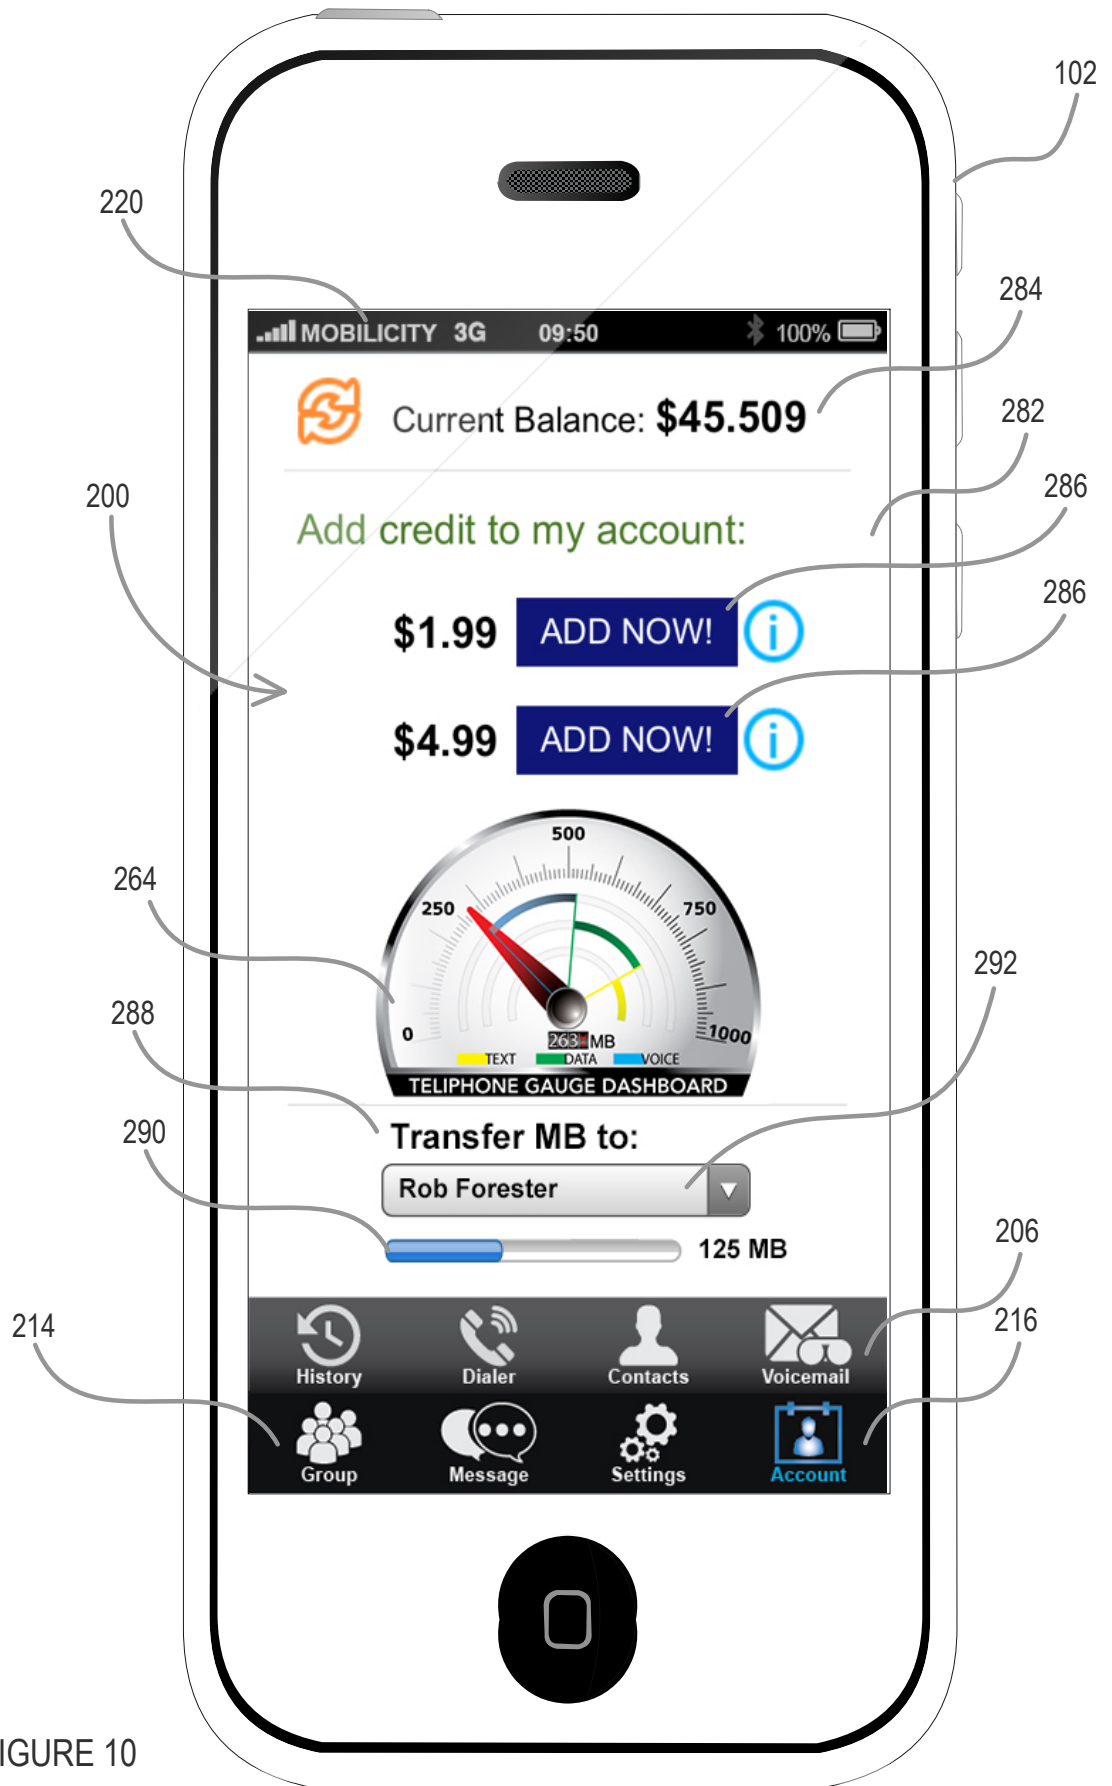 102
220
MOBILICITY 3G 09:50 100%
284
Current Balance: $45.509
282
200
286
Add credit to my account:
286
$1.99 ADD NOW! i
$4.99 ADD NOW! i
500
250 750
264
292
288
0 1000
263 MB
TEXT DATA VOICE
TELIPHONE GAUGE DASHBOARD
290
Transfer MB to:
Rob Forester
125 MB
206
214
216
History Dialer Contacts Voicemail
Group Message Settings Account
IGURE 10